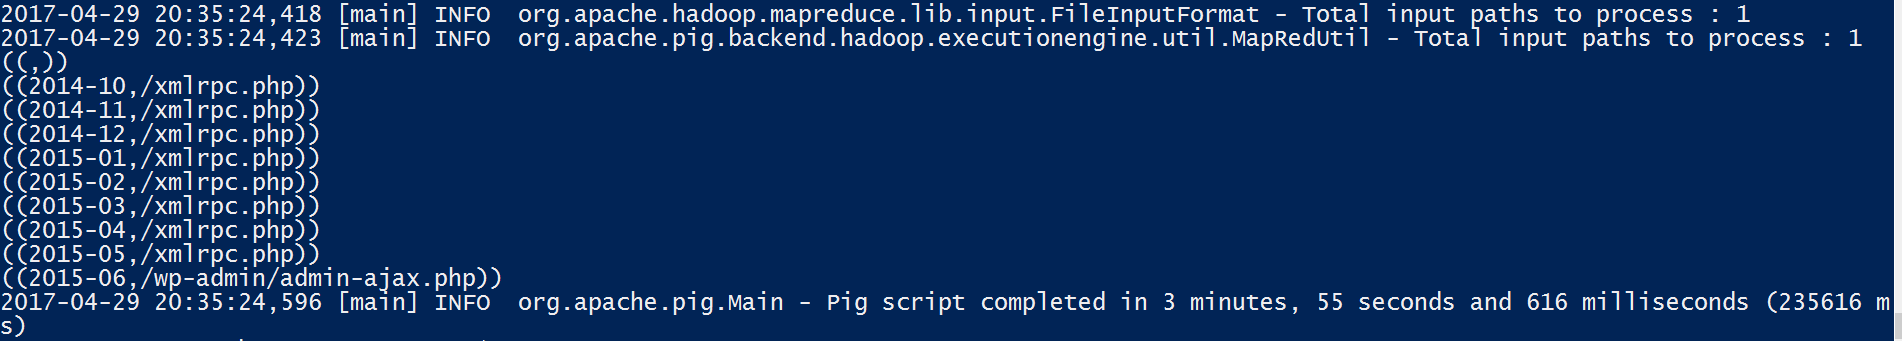 2017-04-29 20:35:24,418 [main] INFO  org.apache.hadoop.mapreduce.lib.input.FileInputFormat - Total input paths to process : 1
2017-04-29 20:35:24,423 [main] INFO  org.apache.pig.backend.hadoop.executionengine.util.MapRedUtil - Total input paths to process : 1
((,))
((2014-10,/xmlrpc.php))
((2014-11,/xmlrpc.php))
((2014-12,/xmlrpc.php))
((2015-01,/xmlrpc.php))
((2015-02,/xmlrpc.php))
((2015-03,/xmlrpc.php))
((2015-04,/xmlrpc.php))
((2015-05,/xmlrpc.php))
((2015-06,/wp-admin/admin-ajax.php))
2017-04-29 20:35:24,596 [main] INFO  org.apache.pig.Main - Pig script completed in 3 minutes, 55 seconds and 616 milliseconds (235616 m
s)